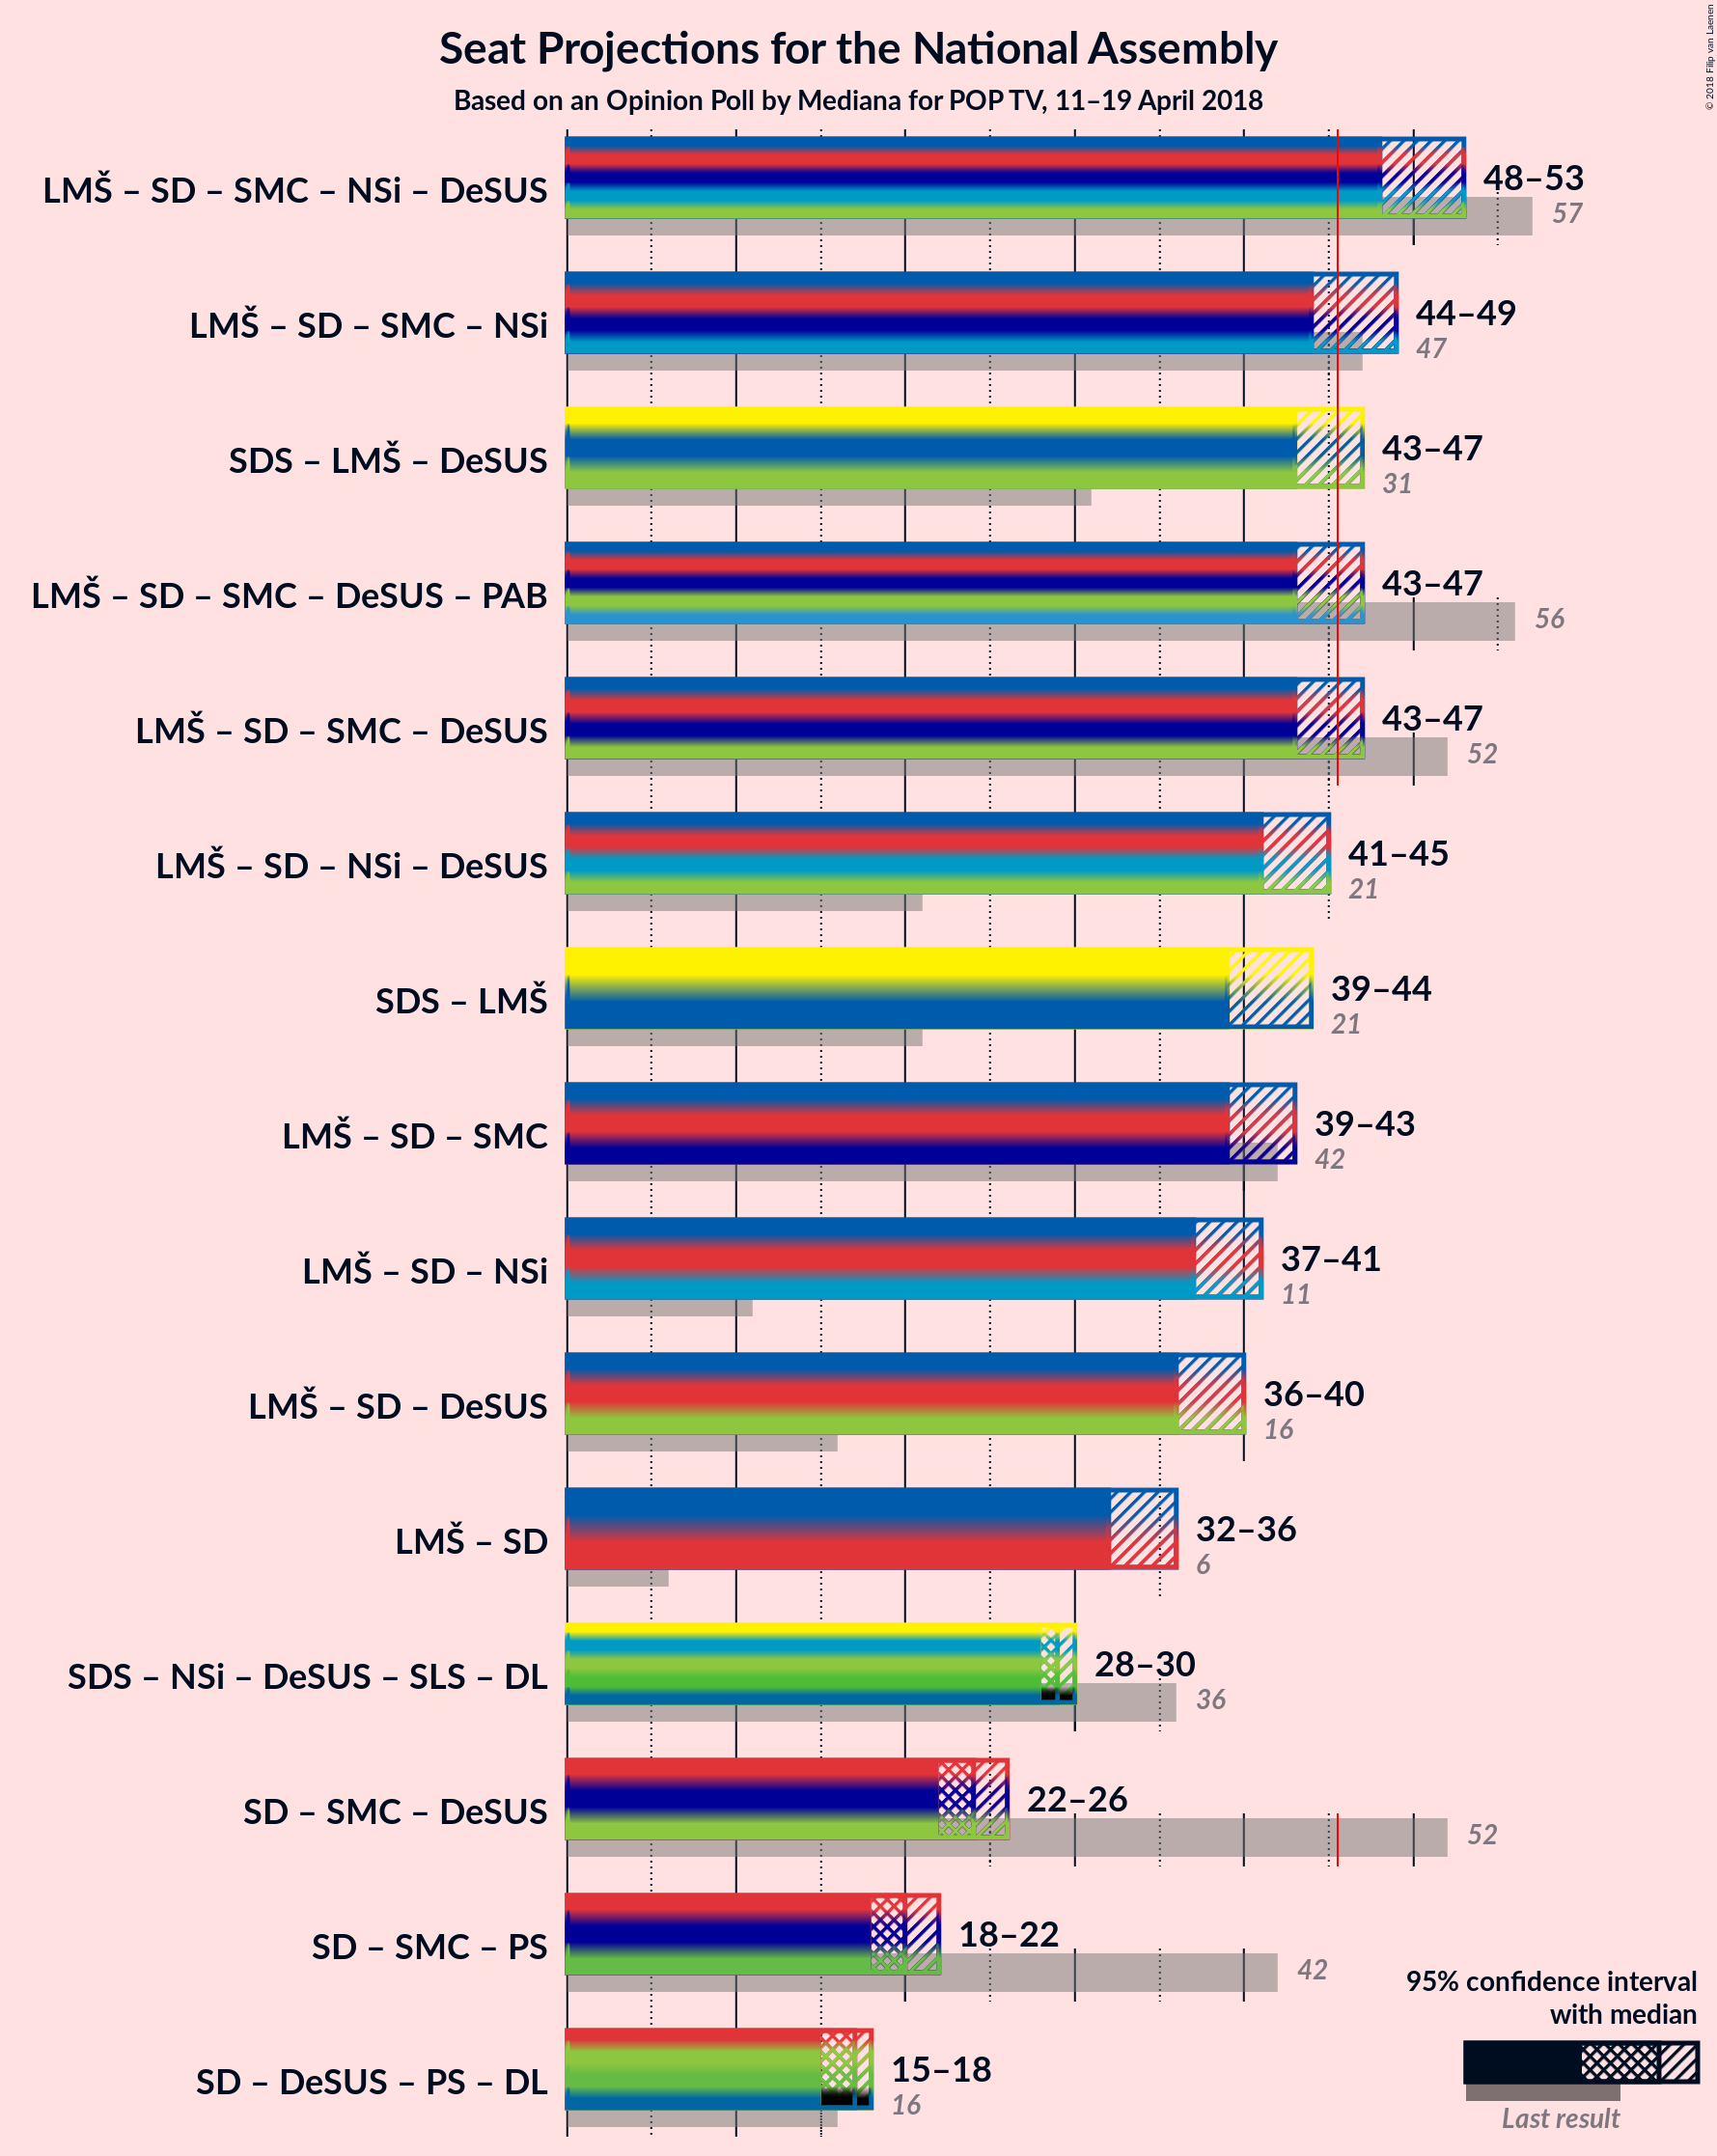 Seat Projections for the National Assembly
Based on an Opinion Poll by Mediana for POP TV, 11–19 April 2018
© 2018 Filip van Laenen
LMŠ – SD – SMC – NSi – DeSUS
48–53
57
LMŠ – SD – SMC – NSi
44–49
47
SDS – LMŠ – DeSUS
43–47
31
LMŠ – SD – SMC – DeSUS – PAB
43–47
56
LMŠ – SD – SMC – DeSUS
43–47
52
LMŠ – SD – NSi – DeSUS
41–45
21
SDS – LMŠ
39–44
21
LMŠ – SD – SMC
39–43
42
LMŠ – SD – NSi
37–41
11
LMŠ – SD – DeSUS
36–40
16
LMŠ – SD
32–36
6
SDS – NSi – DeSUS – SLS – DL
28–30
36
SD – SMC – DeSUS
22–26
52
SD – SMC – PS
18–22
42
SD – DeSUS – PS – DL
15–18
16
95% confidence interval
with median
Last result